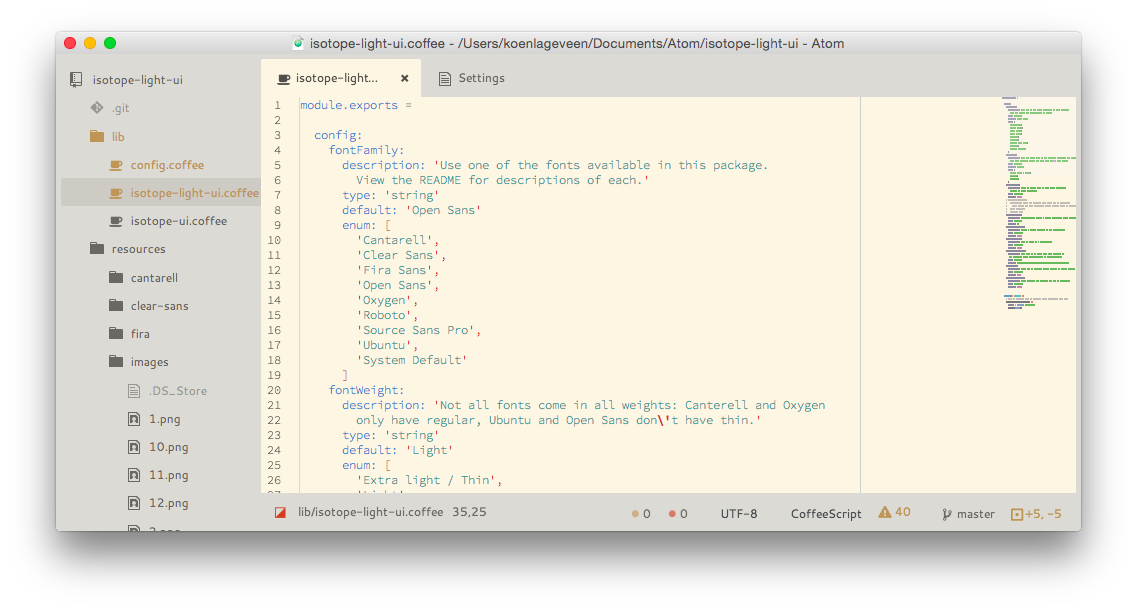 isotope-light-ui.coffee - /Users/koenlageveen/Documents/Atom/isotope-light-ui - Atom
isotope-light-ui
.git
lib
config.coffee
isotope-light-ui.coffee
isotope-ui.coffee
resources
cantarell
clear-sans
fira
images
.DS_Store
1.png
10.png
11.png
12.png
isotope-light... ×
Settings
1 module.exports =
2
3 config:
4 fontFamily:
5 description: 'Use one of the fonts available in this package.
6 View the README for descriptions of each.'
7 type: 'string'
8 default: 'Open Sans'
9 enum: [
10 'Cantarell',
11 'Clear Sans',
12 'Fira Sans',
13 'Open Sans',
14 'Oxygen',
15 'Roboto',
16 'Source Sans Pro',
17 'Ubuntu',
18 'System Default'
19 ]
20 fontWeight:
21 description: 'Not all fonts come in all weights: Canterell and Oxygen
22 only have regular, Ubuntu and Open Sans don\'t have thin.'
23 type: 'string'
24 default: 'Light'
25 enum: [
26 'Extra light / Thin',
lib/isotope-light-ui.coffee 35,25
0 0 UTF-8 CoffeeScript 40 master +5, -5